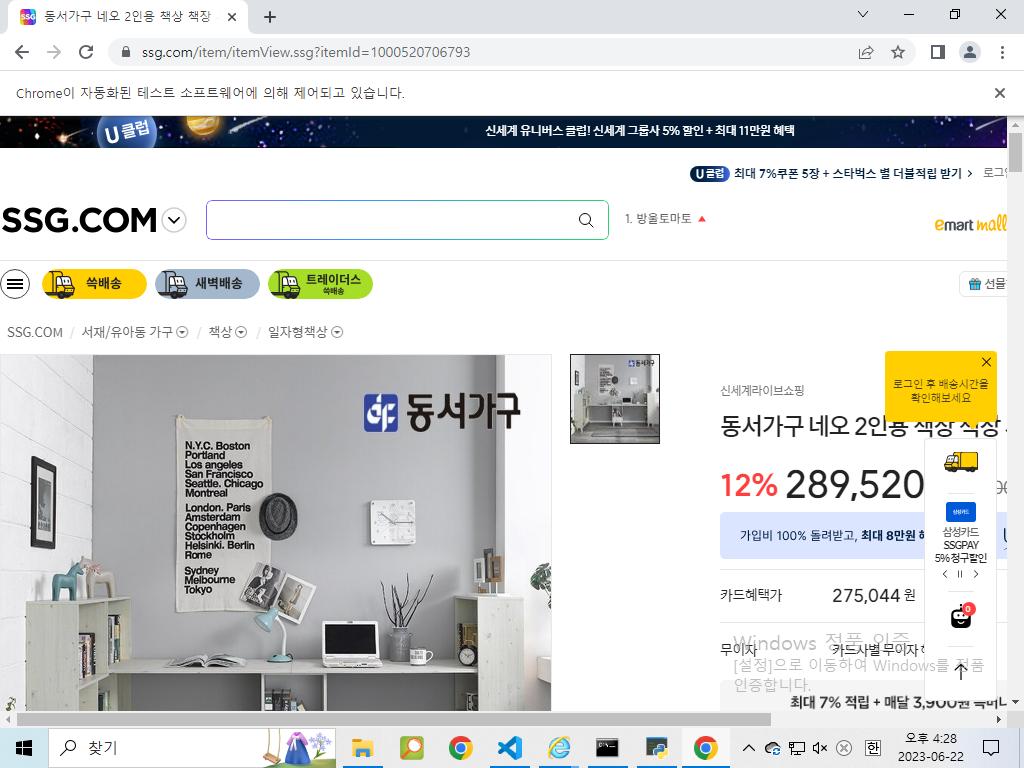 동서가구 네오 2인용 책상 책장
ssg.com/item/itemView.ssg?itemId=1000520706793
Chrome이 자동화된 테스트 소프트웨어에 의해 제어되고 있습니다.
U클럽
신세계 유니버스 클럽! 신세계 그룹사 5% 할인 + 최대 11만원 혜택
U클럽 최대 7%쿠폰 5장 + 스타벅스 별 더블적립 받기 > 로그인
SSG.COM
1. 방울토마토
emart mall
쓱배송
새벽배송
트레이더스
쓱배송
선물
SSG.COM / 서재/유아동 가구 / 책상 / 일자형책상
동서가구
N.Y.C. Boston
Portland
Los angeles
San Francisco
Seattle. Chicago
Montreal
London. Paris
Amsterdam
Copenhagen
Stockholm
Helsinki. Berlin
Rome
Sydney
Melbourne
Tokyo
신세계라이브쇼핑
로그인 후 배송시간을
확인해보세요
동서가구 네오 2인용 책상 책장
12% 289,520
가입비 100% 돌려받고, 최대 8만원
삼성카드
삼성카드
SSGPAY
5% 청구할인
카드혜택가 275,044 원
0
무이자 카드사별 무이자
Windows 정품 인증
[설정]으로 이동하여 Windows를 정품
인증합니다.
최대 7% 적립 + 매달 3,900원
찾기
오후 4:28
2023-06-22
한